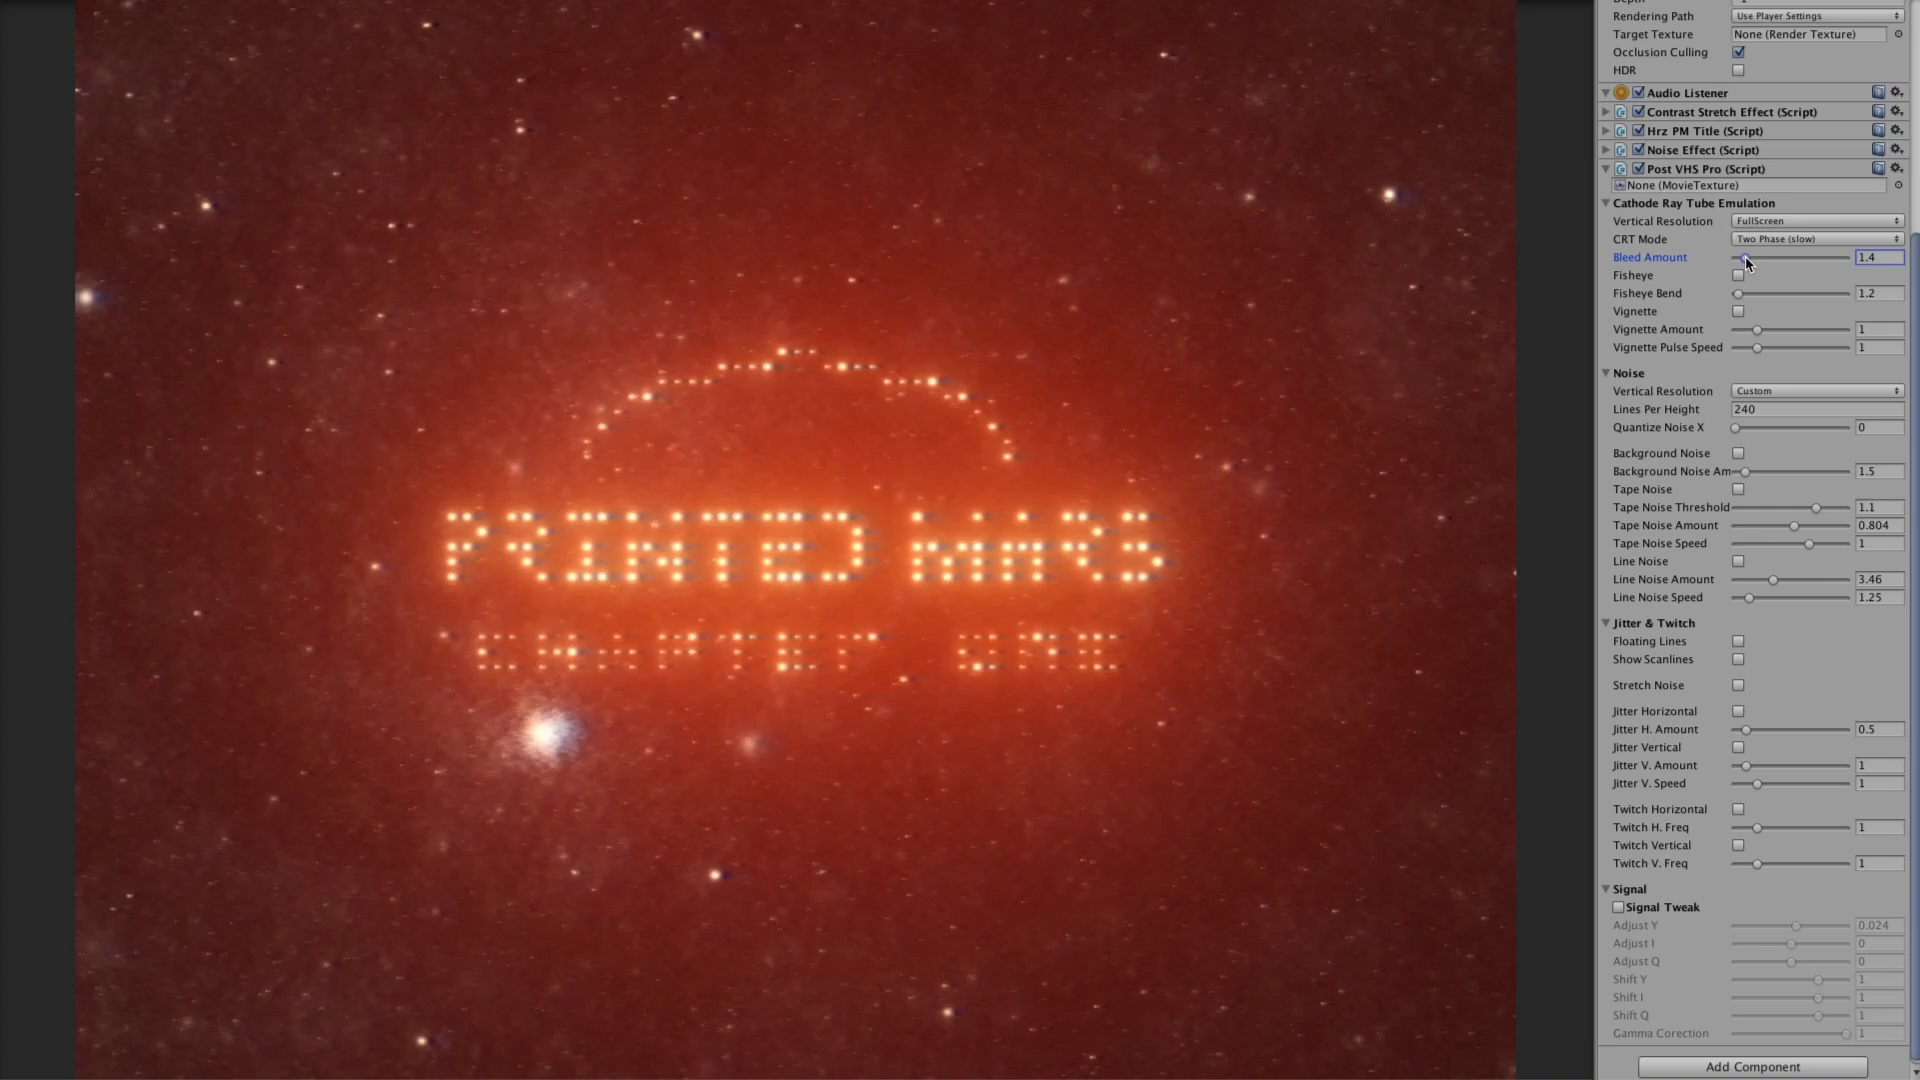 Rendering Path Use Player Settings
Target Texture None (Render Texture)
Occlusion Culling
HDR
Audio Listener
Contrast Stretch Effect (Script)
Hrz PM Title (Script)
Noise Effect (Script)
Post VHS Pro (Script)
None (MovieTexture)
Cathode Ray Tube Emulation
Vertical Resolution FullScreen
CRT Mode Two Phase (slow)
Bleed Amount 1.4
Fisheye
Fisheye Bend 1.2
Vignette
Vignette Amount 1
Vignette Pulse Speed 1
Noise
Vertical Resolution Custom
Lines Per Height 240
Quantize Noise X 0
Background Noise
Background Noise Am 1.5
Tape Noise
Tape Noise Threshold 1.1
Tape Noise Amount 0.804
Tape Noise Speed 1
Line Noise
Line Noise Amount 3.46
Line Noise Speed 1.25
Jitter & Twitch
Floating Lines
Show Scanlines
Stretch Noise
Jitter Horizontal
Jitter H. Amount 0.5
Jitter Vertical
Jitter V. Amount 1
Jitter V. Speed 1
Twitch Horizontal
Twitch H. Freq 1
Twitch Vertical
Twitch V. Freq 1
Signal
Signal Tweak
Adjust Y 0.024
Adjust I 0
Adjust Q 0
Shift Y 1
Shift I 1
Shift Q 1
Gamma Corection 1
Add Component